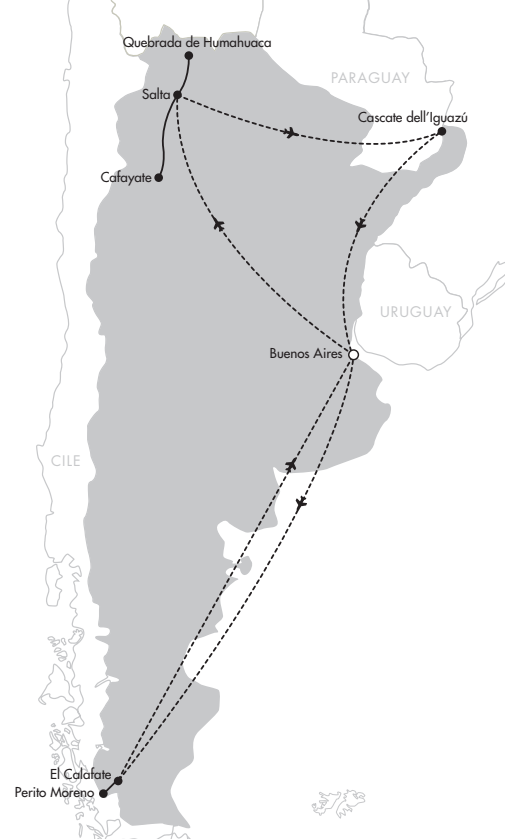 Quebrada de Humahuaca
PARAGUAY
Salta
Cascate dell'Iguazú
Cafayate
URUGUAY
Buenos Aires
CILE
El Calafate
Perito Moreno